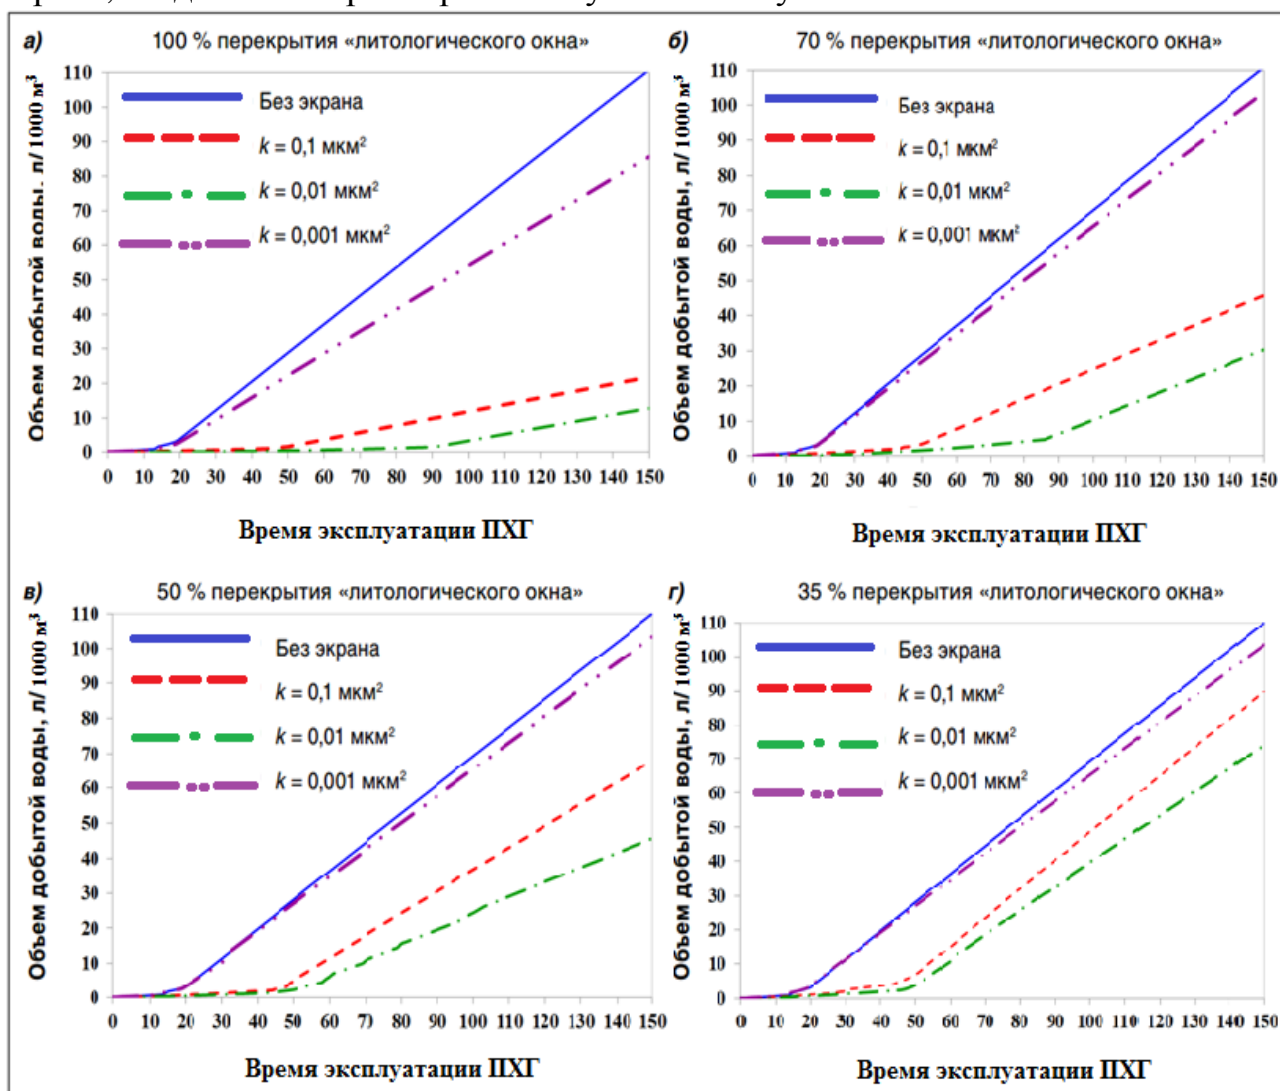 а) 100 % перекрытия «литологического окна»
Объем добытой воды, л/ 1000 м³
110
100
90
80
70
60
50
40
30
20
10
0
Без экрана
k = 0,1 мкм²
k = 0,01 мкм²
k = 0,001 мкм²
0 10 20 30 40 50 60 70 80 90 100 110 120 130 140 150
Время эксплуатации ПХГ
б) 70 % перекрытия «литологического окна»
Объем добытой воды, л/ 1000 м³
110
100
90
80
70
60
50
40
30
20
10
0
Без экрана
k = 0,1 мкм²
k = 0,01 мкм²
k = 0,001 мкм²
0 10 20 30 40 50 60 70 80 90 100 110 120 130 140 150
Время эксплуатации ПХГ
в) 50 % перекрытия «литологического окна»
Объем добытой воды, л/ 1000 м³
110
100
90
80
70
60
50
40
30
20
10
0
Без экрана
k = 0,1 мкм²
k = 0,01 мкм²
k = 0,001 мкм²
0 10 20 30 40 50 60 70 80 90 100 110 120 130 140 150
Время эксплуатации ПХГ
г) 35 % перекрытия «литологического окна»
Объем добытой воды, л/ 1000 м³
110
100
90
80
70
60
50
40
30
20
10
0
Без экрана
k = 0,1 мкм²
k = 0,01 мкм²
k = 0,001 мкм²
0 10 20 30 40 50 60 70 80 90 100 110 120 130 140 150
Время эксплуатации ПХГ